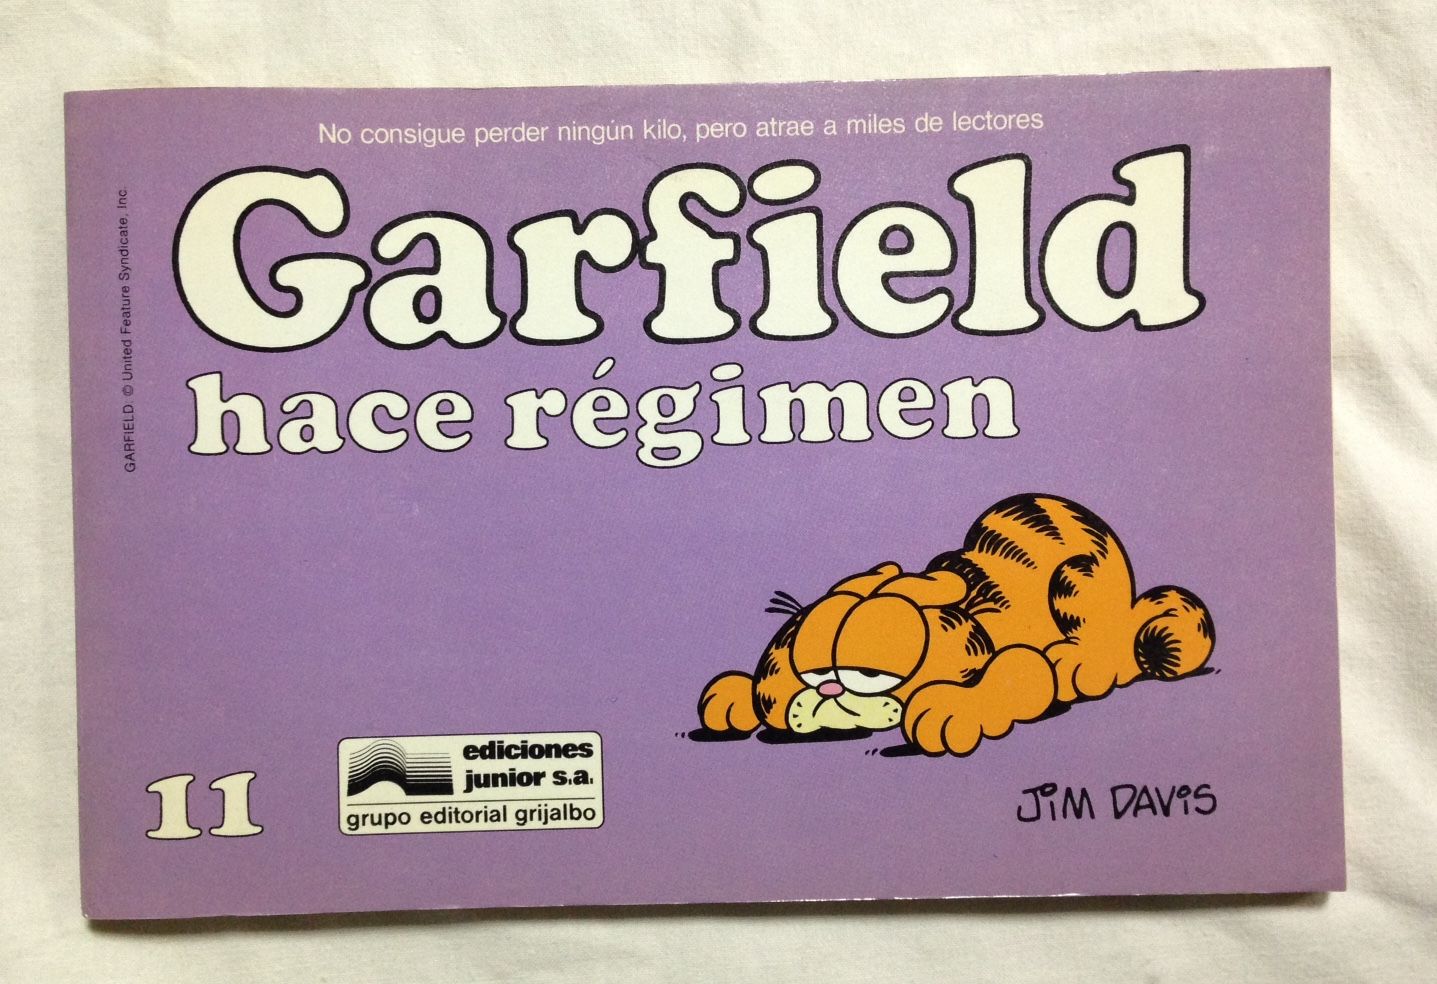 No consigue perder ningún kilo, pero atrae a miles de lectores
Garfield
hace régimen
GARFIELD: © United Feature Syndicate, Inc.
11
ediciones
junior s.a.
grupo editorial grijalbo
JIM DAVIS